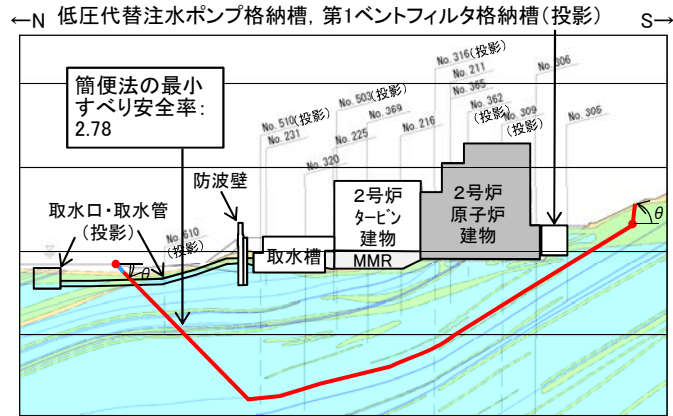 ←N 低圧代替注水ポンプ格納槽, 第1ベントフィルタ格納槽(投影) S→
簡便法の最小
すべり安全率:
2.78
No. 316(投影)
No. 211
No. 365
No. 362
(投影)
No. 309
(投影)
No. 306
No. 305
No. 503(投影)
No. 369
No. 216
No. 510(投影)
No. 231
No. 225
No. 320
防波壁
取水口・取水管
(投影)
No. 610
(投影)
2号炉
タービン
建物
2号炉
原子炉
建物
取水槽
MMR
θ
θ